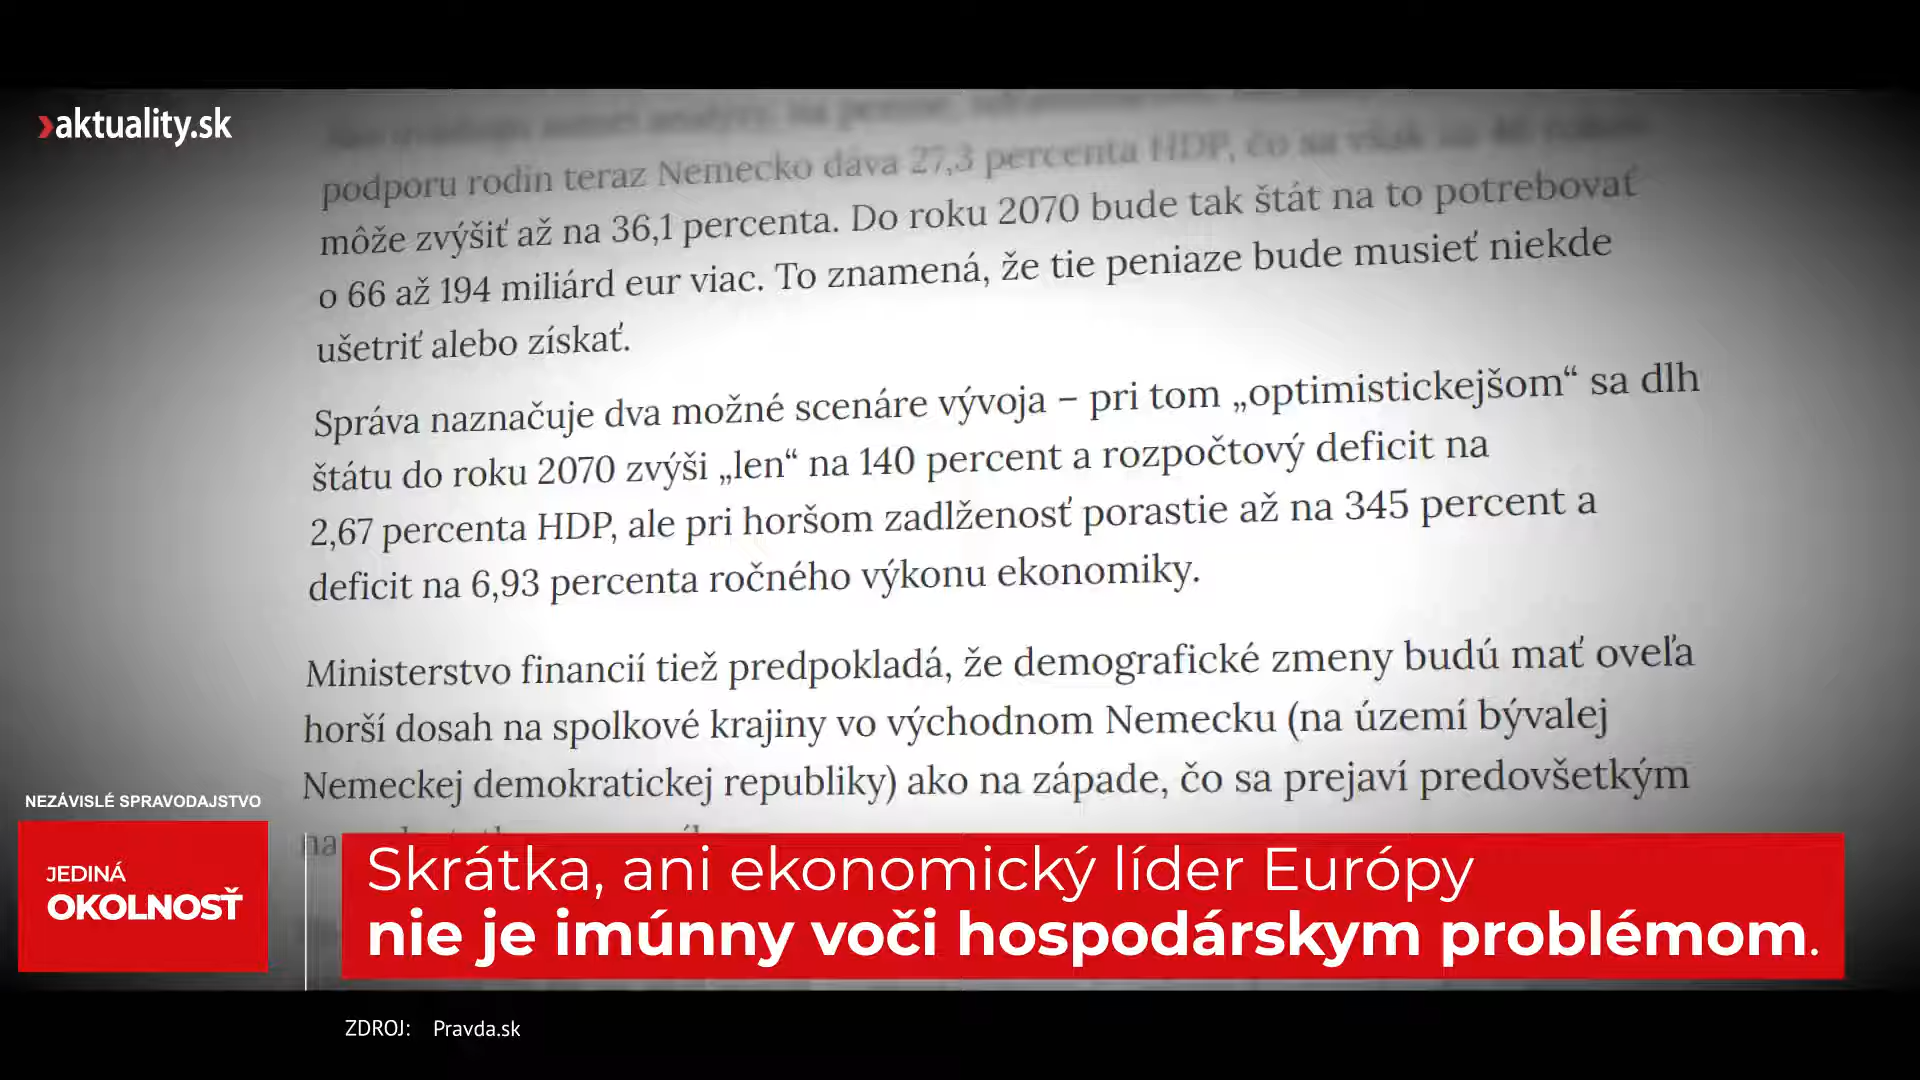 aktuality.sk
podporu rodin teraz Nemecko dáva 27,3 percenta HDP, čo sa však
môže zvýšiť až na 36,1 percenta. Do roku 2070 bude tak štát na to potrebovať
o 66 až 194 miliárd eur viac. To znamená, že tie peniaze bude musieť niekde
ušetriť alebo získať.
Správa naznačuje dva možné scenáre vývoja – pri tom „optimistickejšom“ sa dlh
štátu do roku 2070 zvýši „len“ na 140 percent a rozpočtový deficit na
2,67 percenta HDP, ale pri horšom zadlženosť porastie až na 345 percent a
deficit na 6,93 percenta ročného výkonu ekonomiky.
Ministerstvo financií tiež predpokladá, že demografické zmeny budú mať oveľa
horší dosah na spolkové krajiny vo východnom Nemecku (na území bývalej
Nemeckej demokratickej republiky) ako na západe, čo sa prejaví predovšetkým
na
NEZÁVISLÉ SPRAVODAJSTVO
JEDINÁ
OKOLNOSŤ
Skrátka, ani ekonomický líder Európy
nie je imúnny voči hospodárskym problémom.
ZDROJ: Pravda.sk